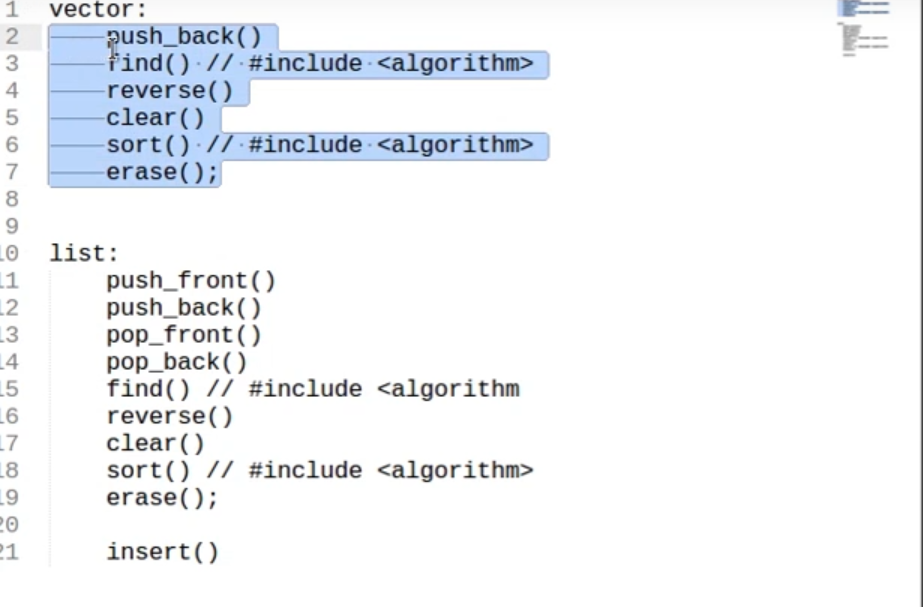 1 vector:
2 push_back()
3 find() // #include <algorithm>
4 reverse()
5 clear()
6 sort() // #include <algorithm>
7 erase();
8
9
10 list:
11 push_front()
12 push_back()
13 pop_front()
14 pop_back()
15 find() // #include <algorithm
16 reverse()
17 clear()
18 sort() // #include <algorithm>
19 erase();
20
21 insert()